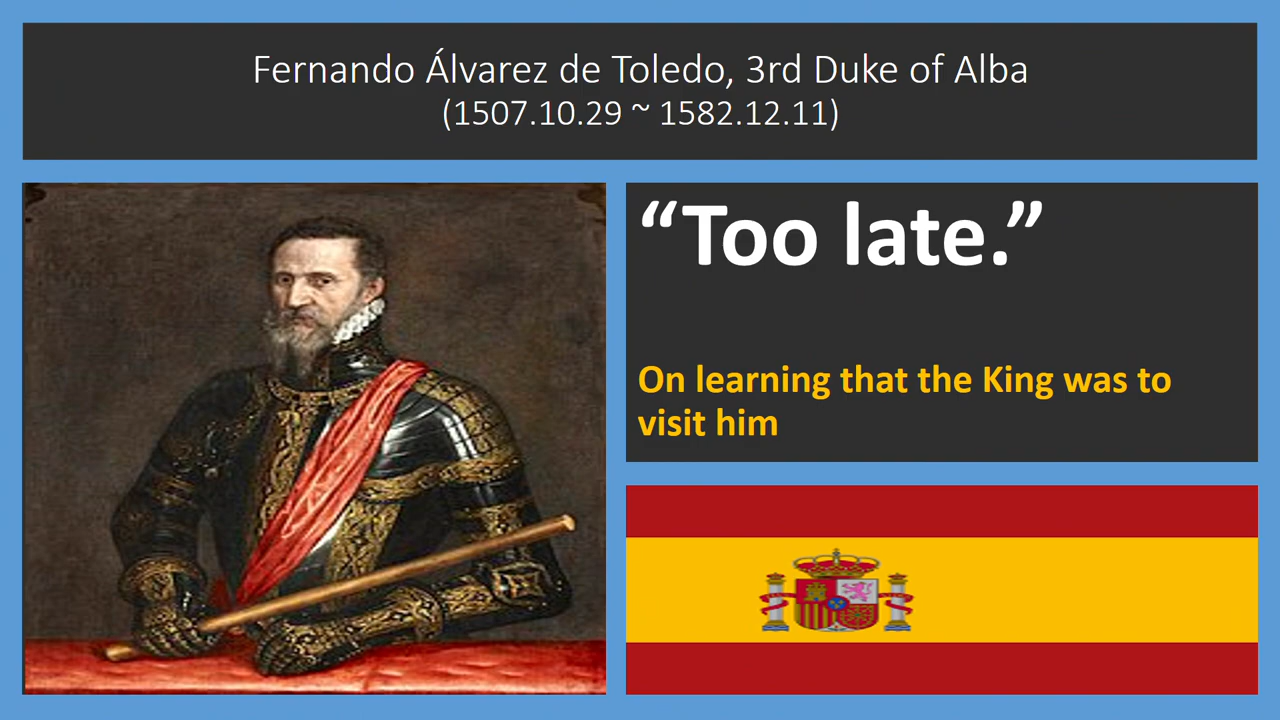 Fernando Álvarez de Toledo, 3rd Duke of Alba
(1507.10.29 ~ 1582.12.11)
“Too late.”
On learning that the King was to
visit him